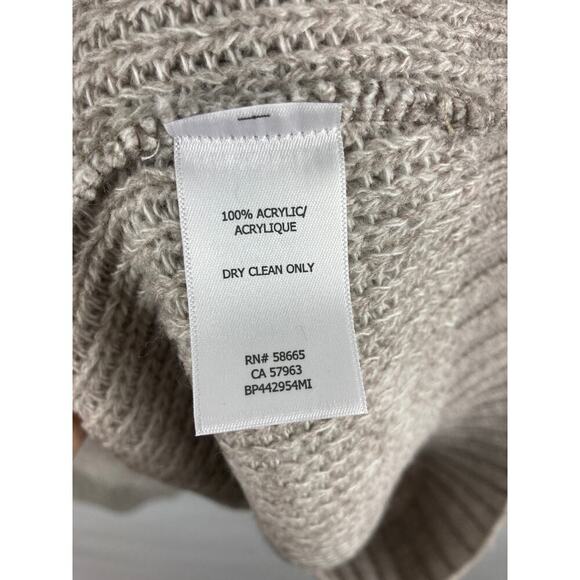 100% ACRYLIC/
ACRYLIQUE
DRY CLEAN ONLY
RN# 58665
CA 57963
BP442954MI